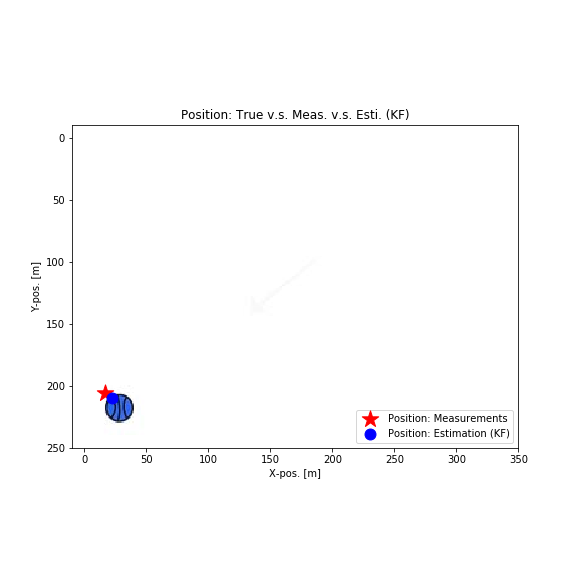 Position: True v.s. Meas. v.s. Esti. (KF)
0
50
100
150
200
250
Y-pos. [m]
Position: Measurements
Position: Estimation (KF)
0 50 100 150 200 250 300 350
X-pos. [m]